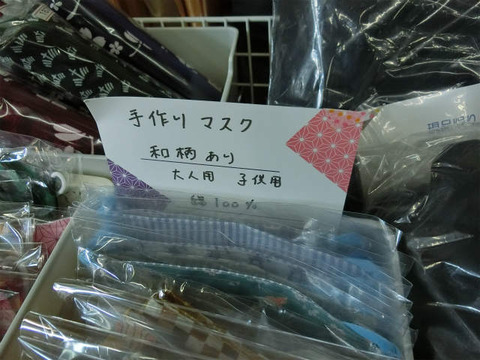 手作りマスク
和柄あり
大人用 子供用
綿100%